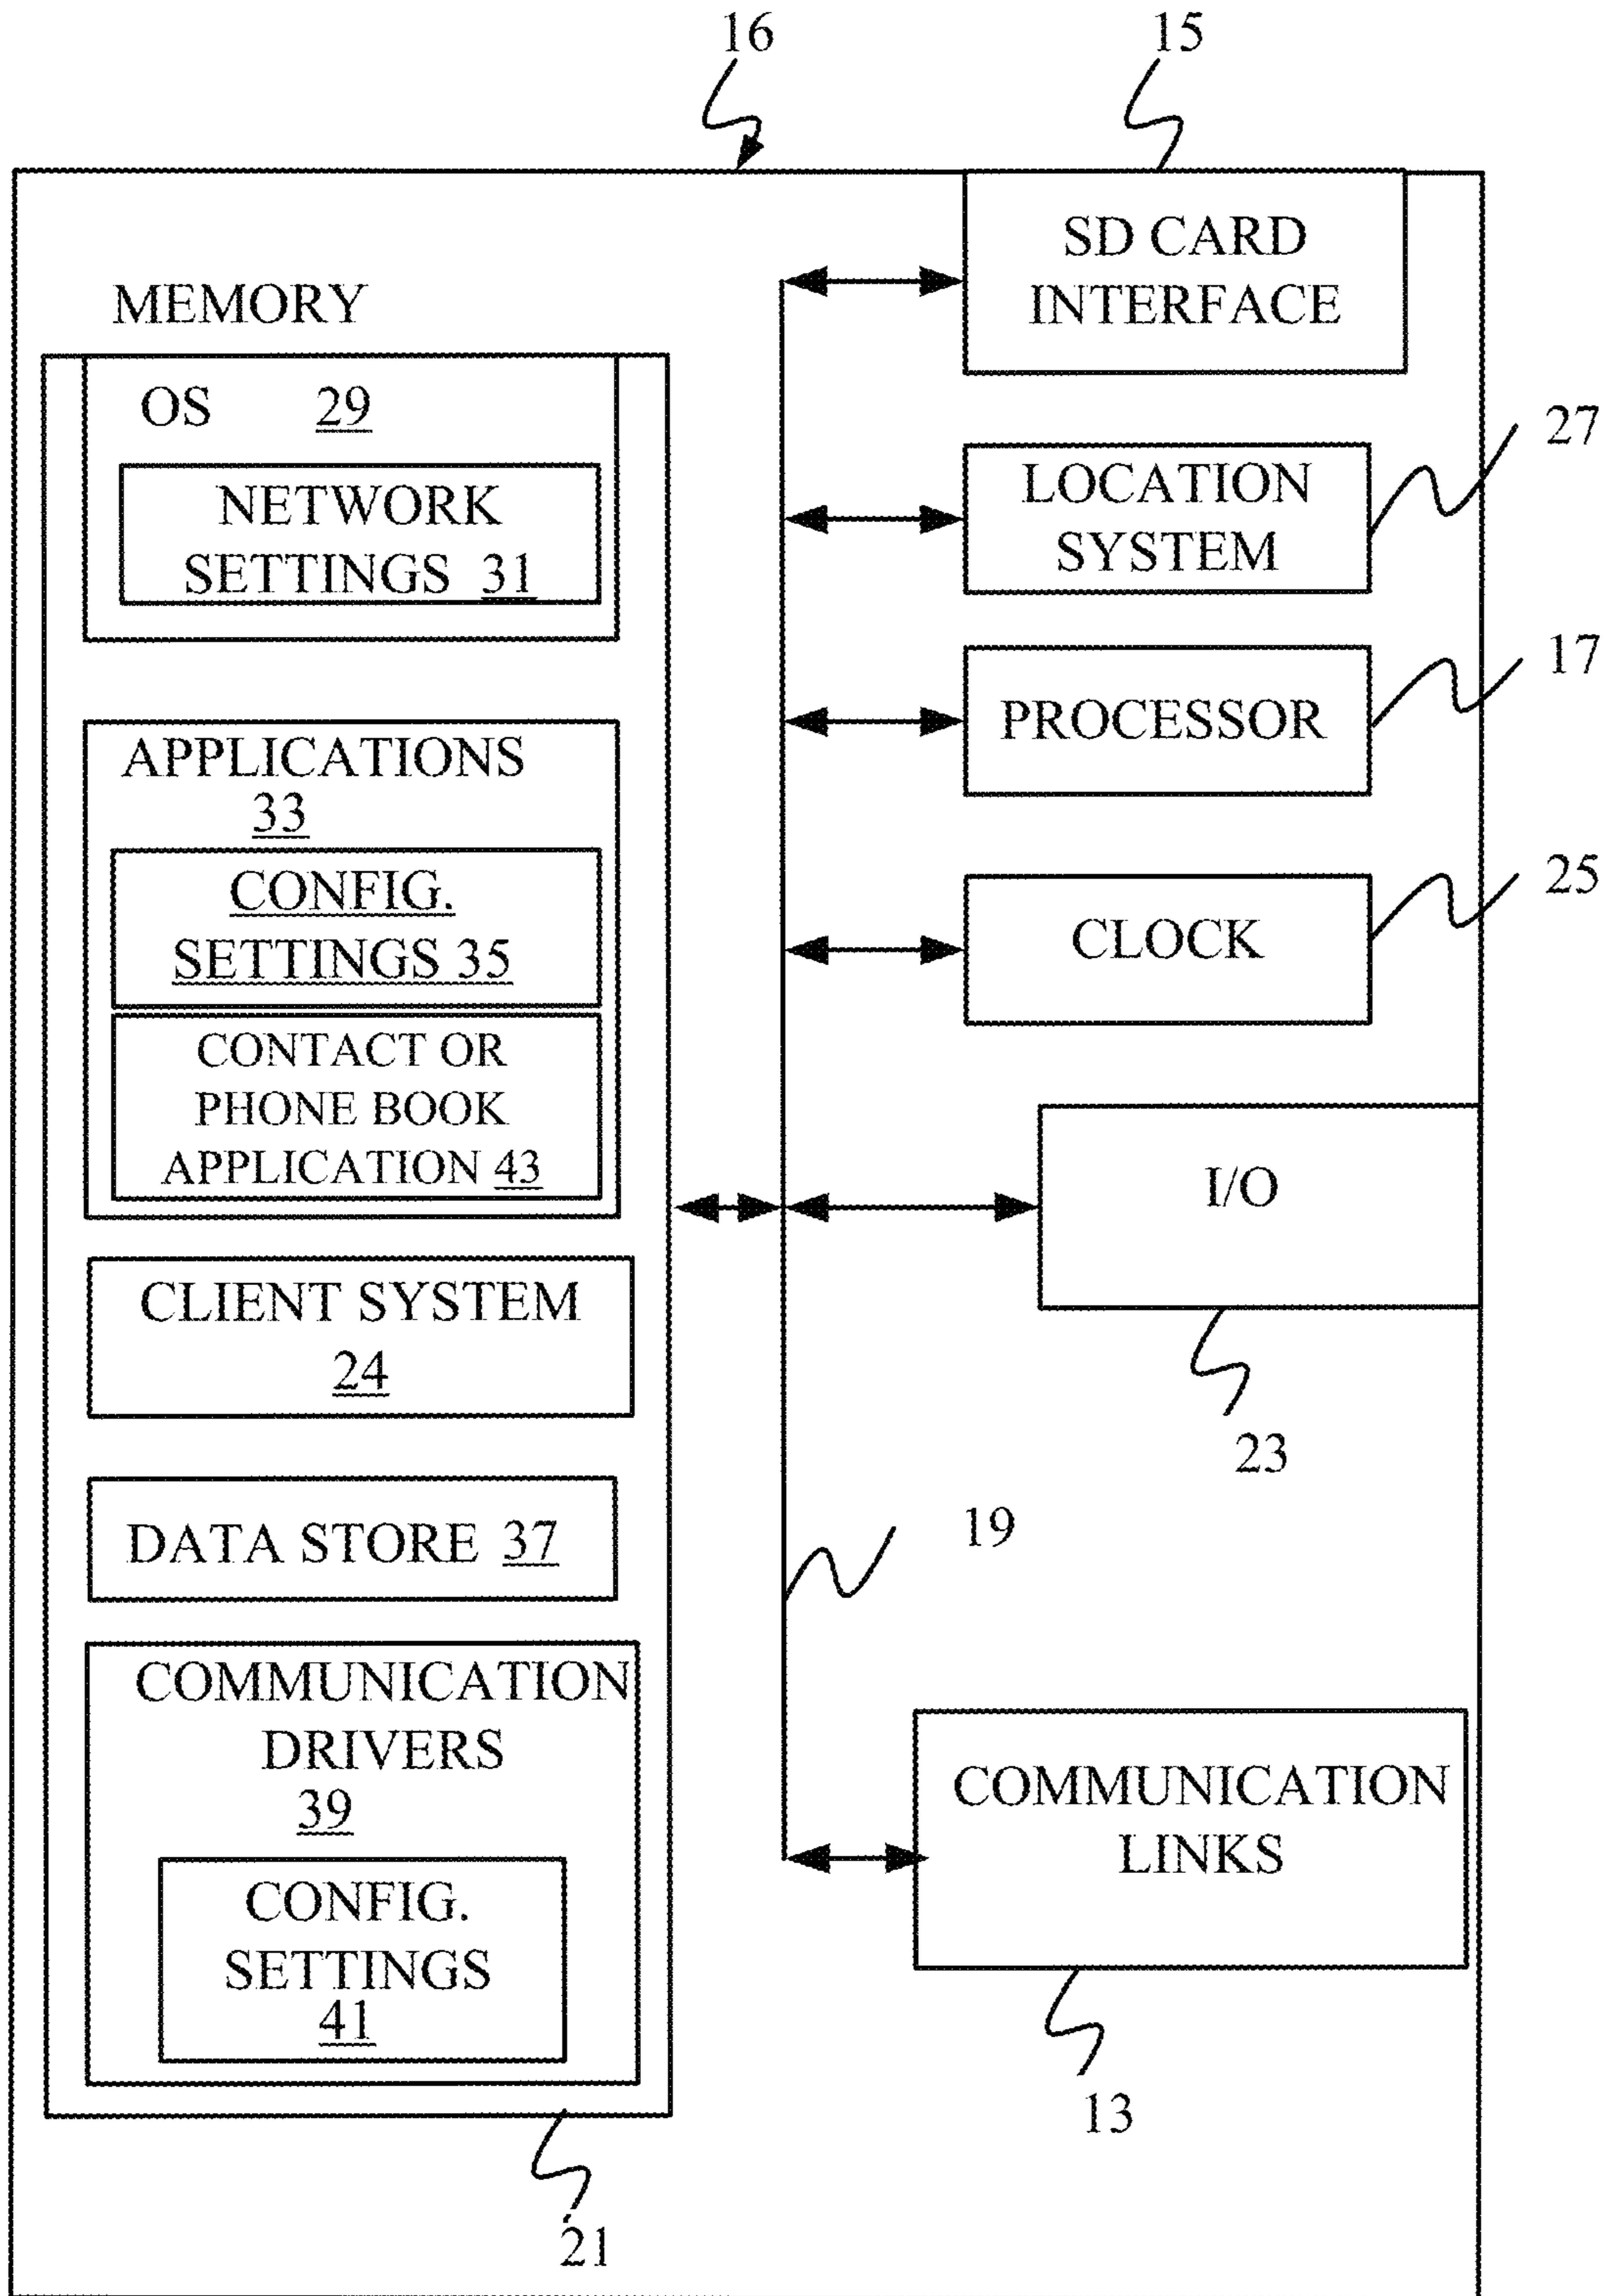 16
15
SD CARD
INTERFACE
MEMORY
OS 29
NETWORK
SETTINGS 31
27
LOCATION
SYSTEM
17
PROCESSOR
APPLICATIONS
33
CONFIG.
SETTINGS 35
25
CLOCK
CONTACT OR
PHONE BOOK
APPLICATION 43
I/O
23
CLIENT SYSTEM
24
19
DATA STORE 37
COMMUNICATION
DRIVERS
39
CONFIG.
SETTINGS
41
COMMUNICATION
LINKS
13
21